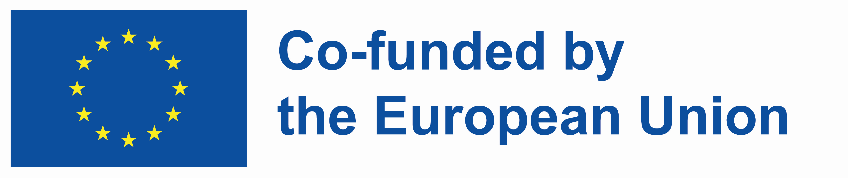 Co-funded by
the European Union